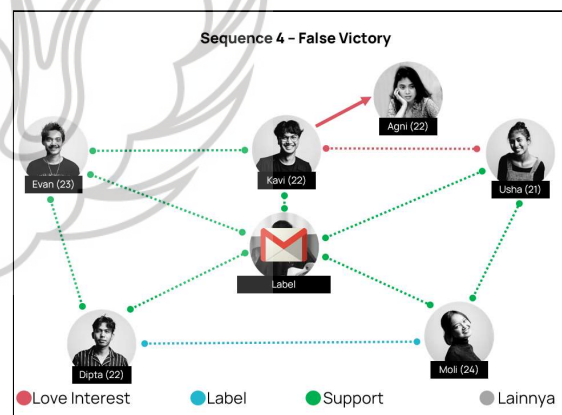 Sequence 4 – False Victory
Agni (22)
Evan (23)
Kavi (22)
Usha (21)
Label
Dipta (22)
Moli (24)
Love Interest
Label
Support
Lainnya